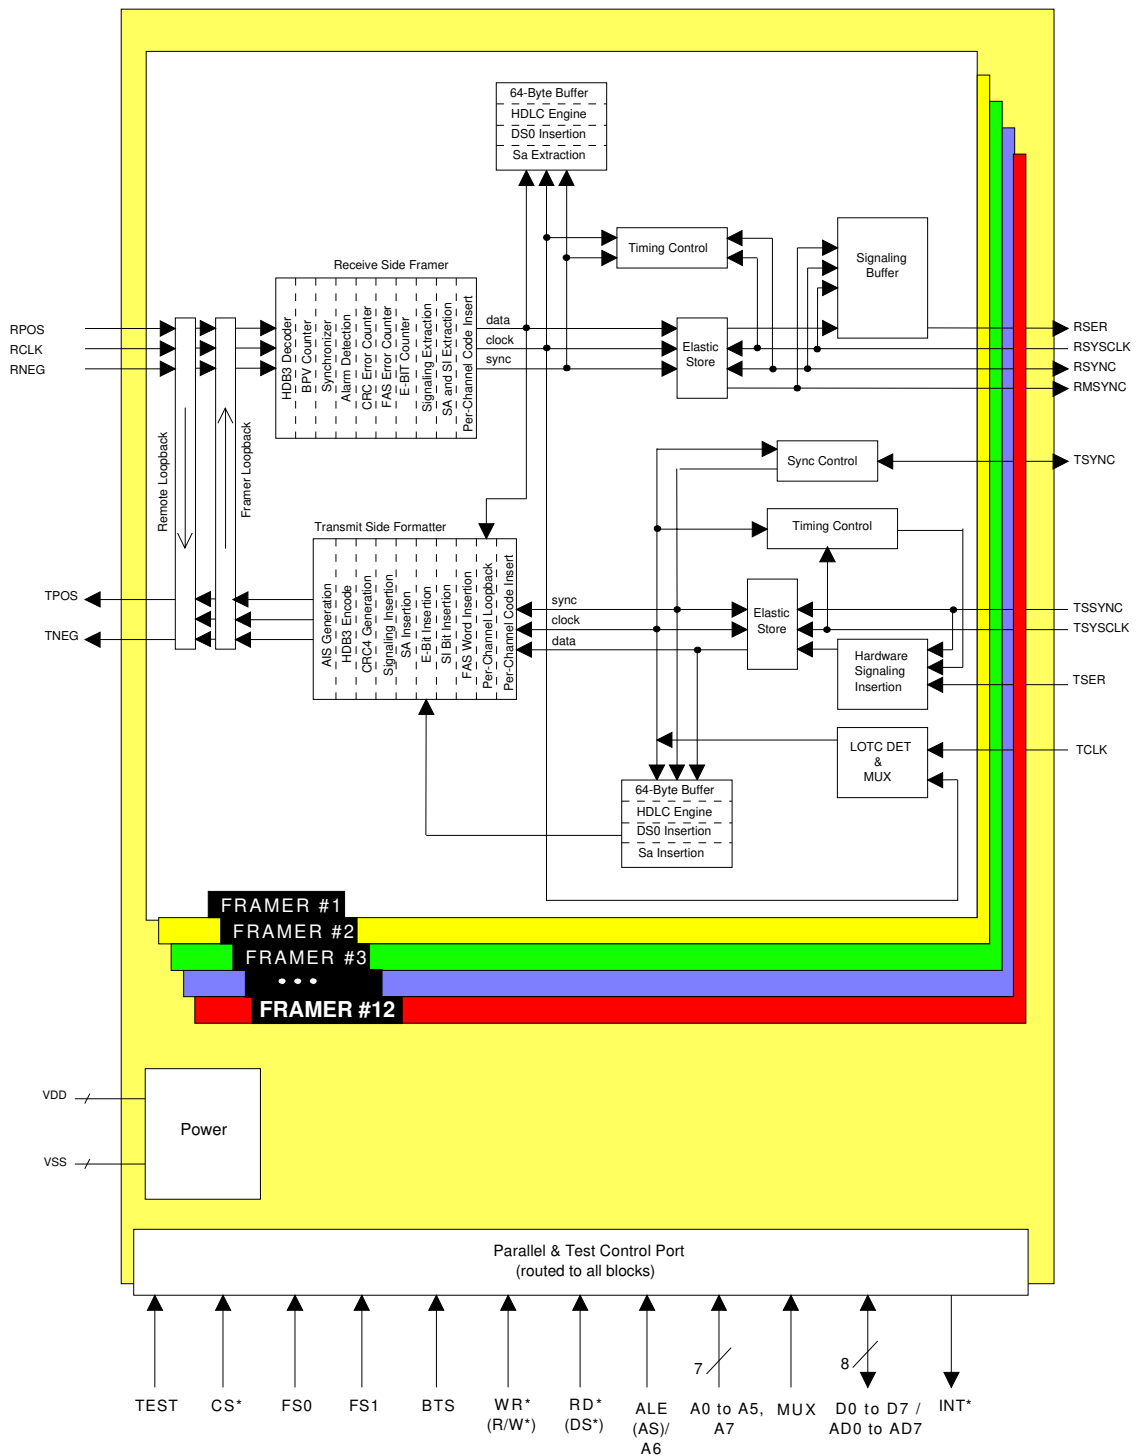 64-Byte Buffer
HDLC Engine
DS0 Insertion
Sa Extraction
Timing Control
Signaling
Buffer
Receive Side Framer
HDB3 Decoder
BPV Counter
Synchronizer
Alarm Detection
CRC Error Counter
FAS Error Counter
E-BIT Counter
Signaling Extraction
SA and SI Extraction
Per-Channel Code Insert
data
clock
sync
Elastic
Store
RPOS
RCLK
RNEG
RSER
RSYSCLK
RSYNC
RMSYNC
Remote Loopback
Framer Loopback
Sync Control
TSYNC
Timing Control
Transmit Side Formatter
AIS Generation
HDB3 Encode
CRC4 Generation
Signaling Insertion
SA Insertion
E-Bit Insertion
SI Bit Insertion
FAS Word Insertion
Per-Channel Loopback
Per-Channel Code Insert
sync
clock
data
Elastic
Store
TPOS
TNEG
TSSYNC
TSYSCLK
Hardware
Signaling
Insertion
TSER
LOTC DET
&
MUX
TCLK
64-Byte Buffer
HDLC Engine
DS0 Insertion
Sa Insertion
FRAMER #1
FRAMER #2
FRAMER #3
• • •
FRAMER #12
VDD
VSS
Power
Parallel & Test Control Port
(routed to all blocks)
7
8
TEST
CS*
FS0
FS1
BTS
WR*
(R/W*)
RD*
(DS*)
ALE
(AS)/
A6
A0 to A5,
A7
MUX
D0 to D7 /
AD0 to AD7
INT*